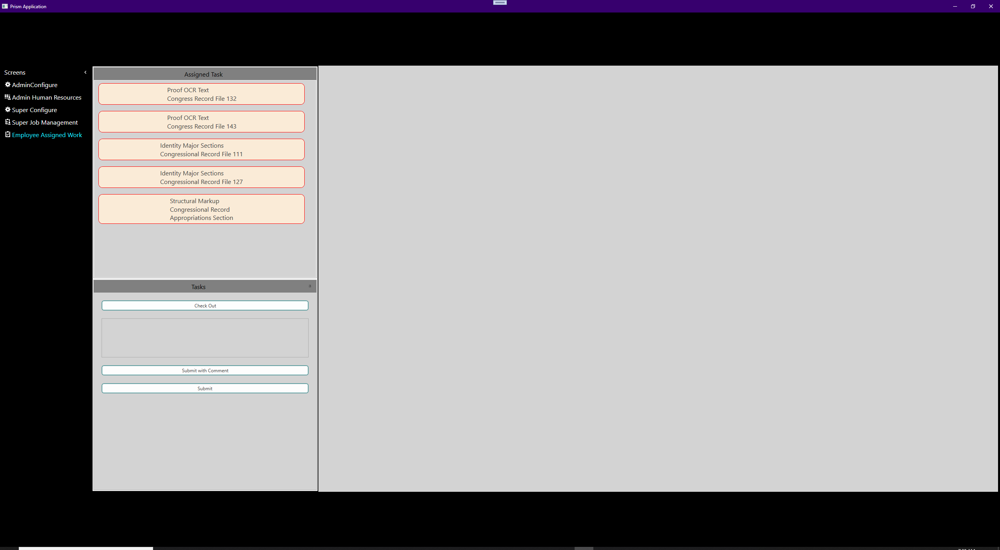 Prism Application
Screens
AdminConfigure
Admin Human Resources
Super Configure
Super Job Management
Employee Assigned Work
Assigned Task
Proof OCR Text
Congress Record File 132
Proof OCR Text
Congress Record File 143
Identity Major Sections
Congressional Record File 111
Identity Major Sections
Congressional Record File 127
Structural Markup
Congressional Record
Appropriations Section
Tasks
Check Out
Submit with Comment
Submit